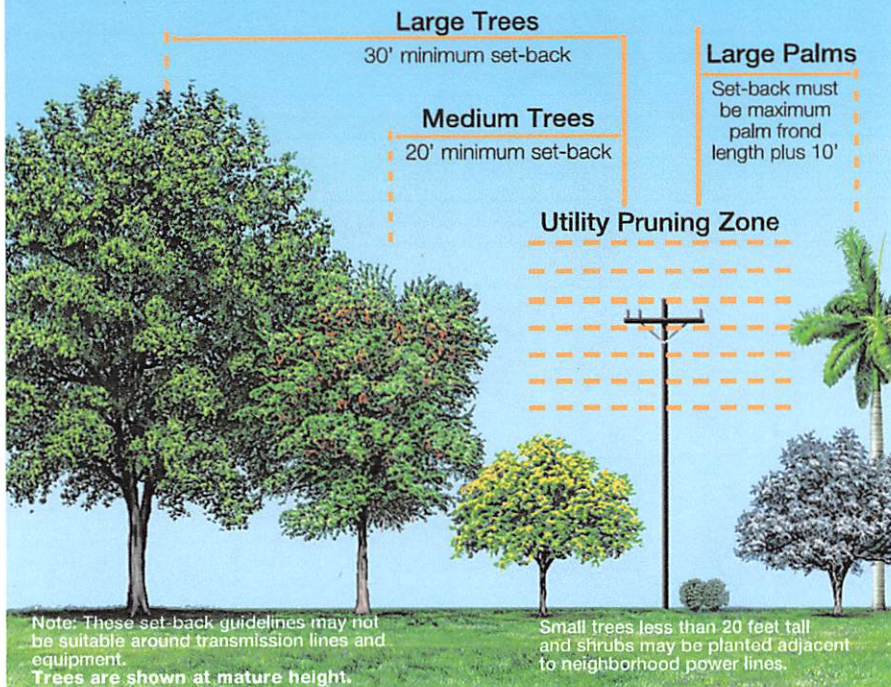 Large Trees
30' minimum set-back
Medium Trees
20' minimum set-back
Large Palms
Set-back must
be maximum
palm frond
length plus 10'
Utility Pruning Zone
Note: These set-back guidelines may not
be suitable around transmission lines and
equipment.
Trees are shown at mature height.
Small trees less than 20 feet tall
and shrubs may be planted adjacent
to neighborhood power lines.